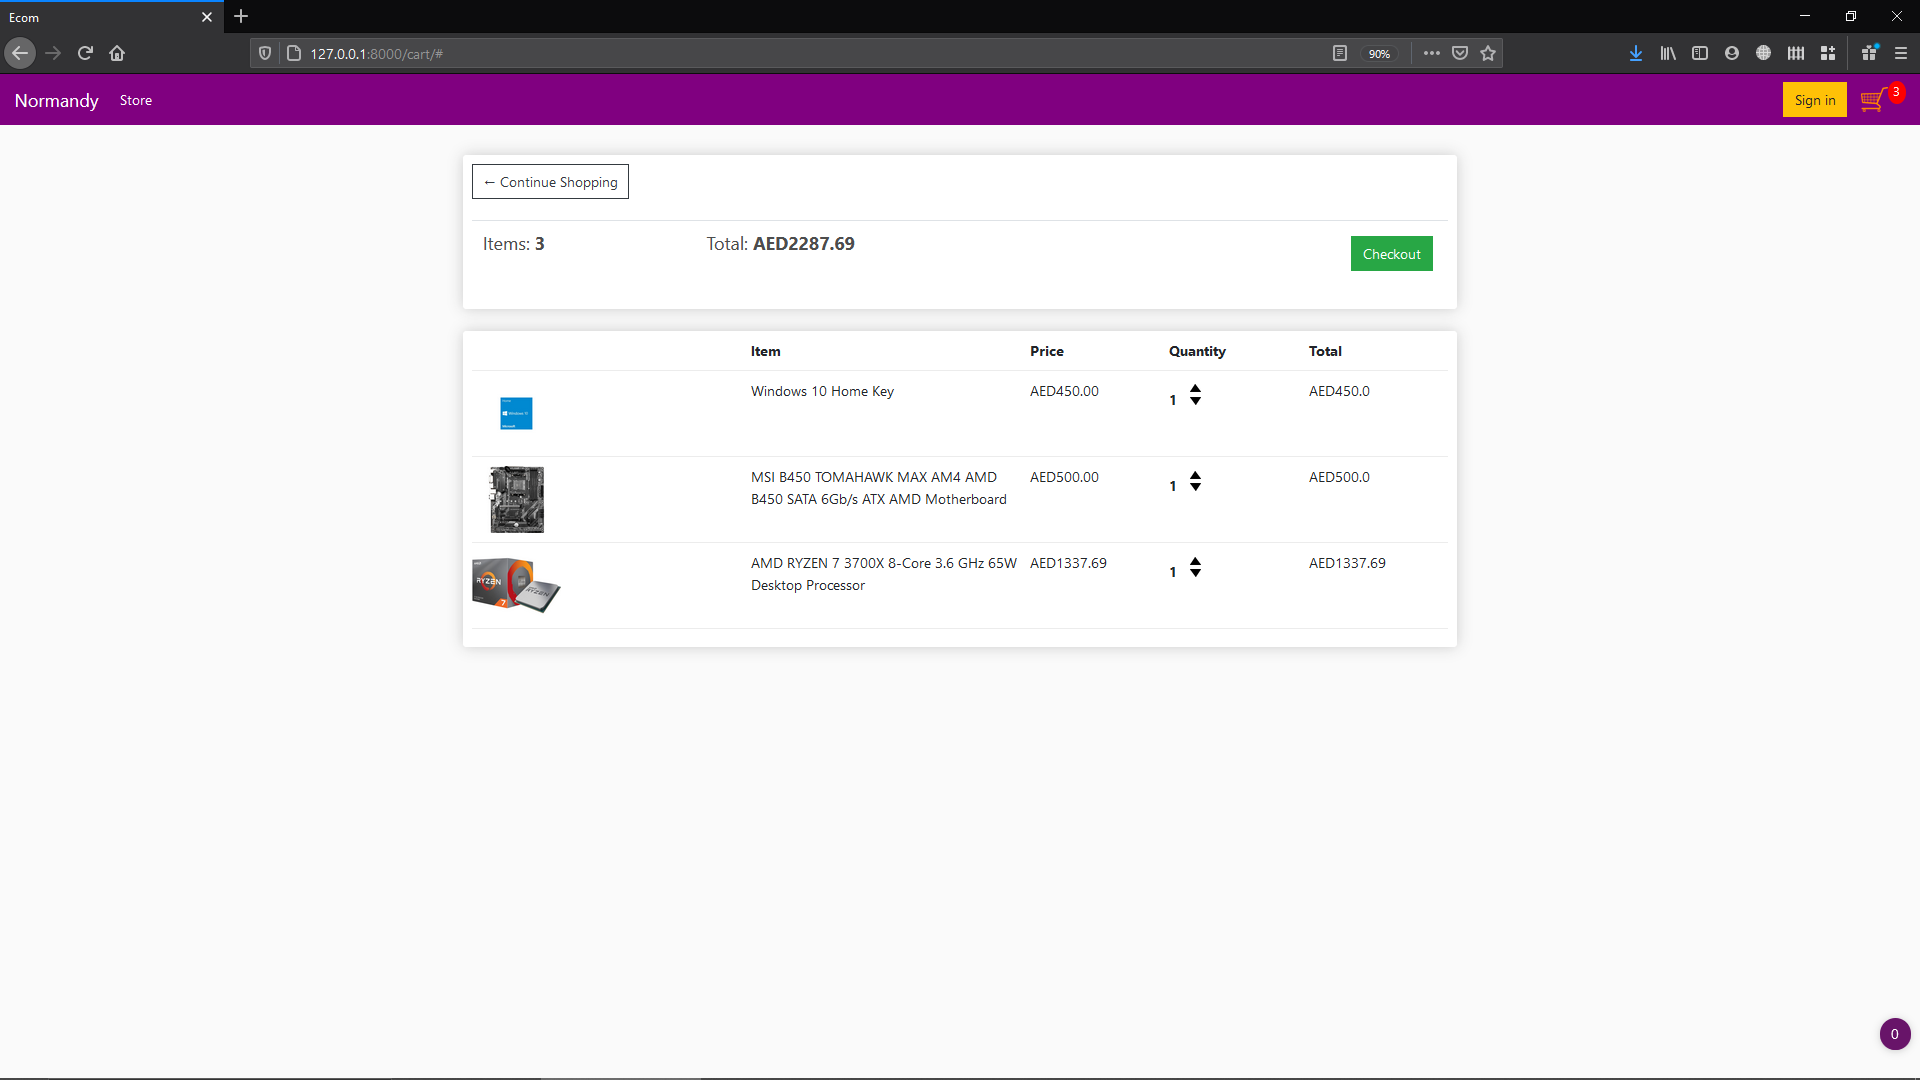 Ecom
127.0.0.1:8000/cart/#
90%
Normandy Store Sign in 3
← Continue Shopping
Items: 3 Total: AED2287.69 Checkout
Item Price Quantity Total
Windows 10 Home Key AED450.00 1 AED450.0
MSI B450 TOMAHAWK MAX AM4 AMD
B450 SATA 6Gb/s ATX AMD Motherboard
AED500.00 1 AED500.0
AMD RYZEN 7 3700X 8-Core 3.6 GHz 65W
Desktop Processor
AED1337.69 1 AED1337.69
RYZEN
7
RYZEN
0